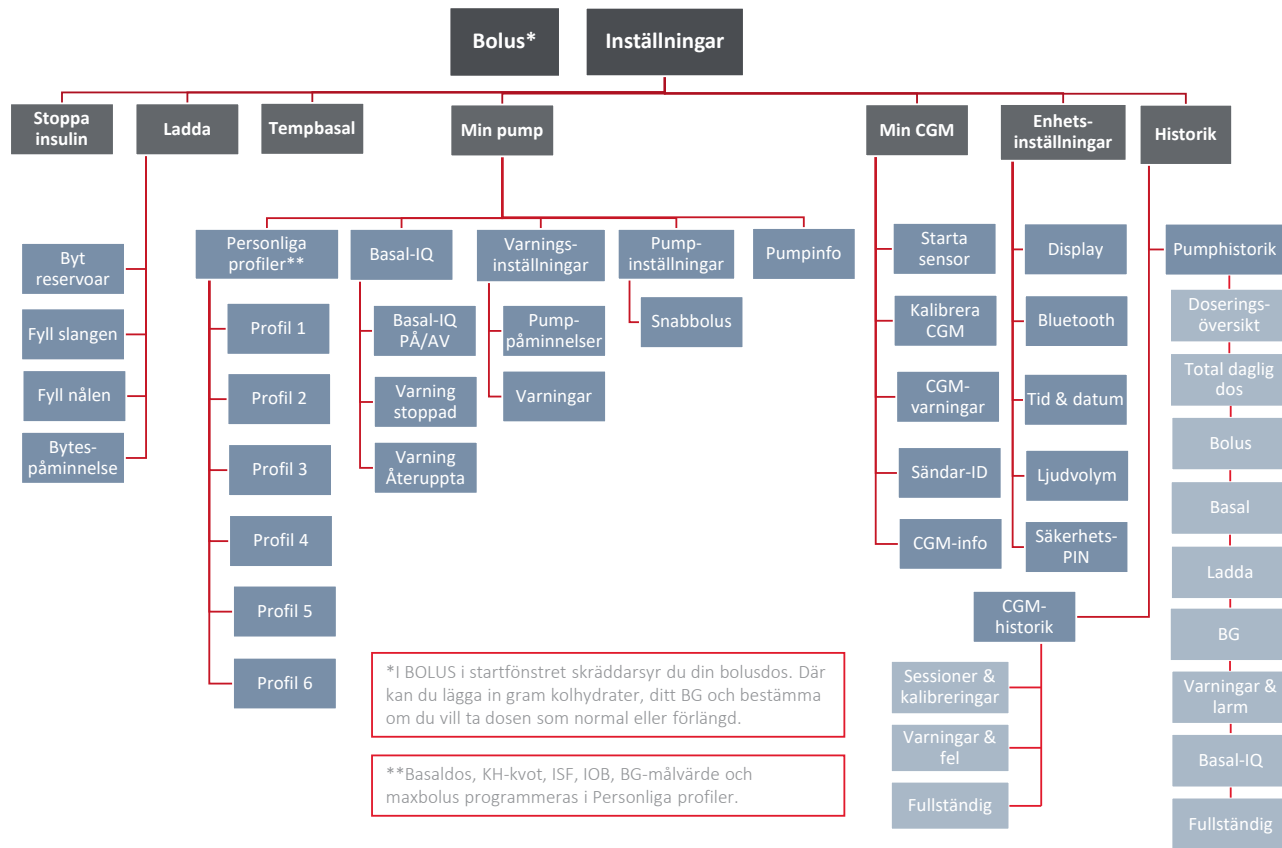 Bolus*
Inställningar
Stoppa
insulin
Ladda
Tempbasal
Min pump
Min CGM
Enhets-
inställningar
Historik
Byt
reservoar
Fyll slangen
Fyll nålen
Bytes-
påminnelse
Personliga
profiler**
Profil 1
Profil 2
Profil 3
Profil 4
Profil 5
Profil 6
Basal-IQ
Basal-IQ
PÅ/AV
Varning
stoppad
Varning
Återuppta
Varnings-
inställningar
Pump-
påminnelser
Varningar
Pump-
inställningar
Snabbolus
Pumpinfo
Starta
sensor
Kalibrera
CGM
CGM-
varningar
Sändar-ID
CGM-info
Display
Bluetooth
Tid & datum
Ljudvolym
Säkerhets-
PIN
Pumphistorik
Doserings-
översikt
Total daglig
dos
Bolus
Basal
Ladda
BG
Varningar &
larm
Basal-IQ
Fullständig
CGM-
historik
Sessioner &
kalibreringar
Varningar &
fel
Fullständig
*I BOLUS i startfönstret skräddarsyr du din bolusdos. Där
kan du lägga in gram kolhydrater, ditt BG och bestämma
om du vill ta dosen som normal eller förlängd.
**Basaldos, KH-kvot, ISF, IOB, BG-målvärde och
maxbolus programmeras i Personliga profiler.